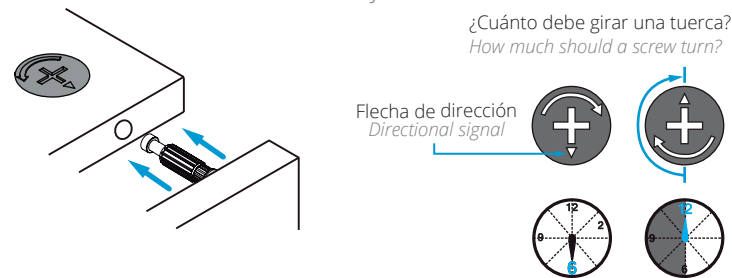 ¿Cuánto debe girar una tuerca?
How much should a screw turn?
Flecha de dirección
Directional signal
12
2
9
6
12
9
6